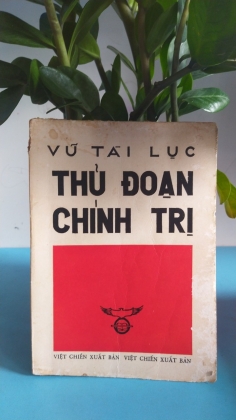 VŨ TÀI LỤC
THỦ ĐOẠN
CHÍNH TRỊ
VIỆT CHIẾN XUẤT BẢN VIỆT CHIẾN XUẤT BẢN